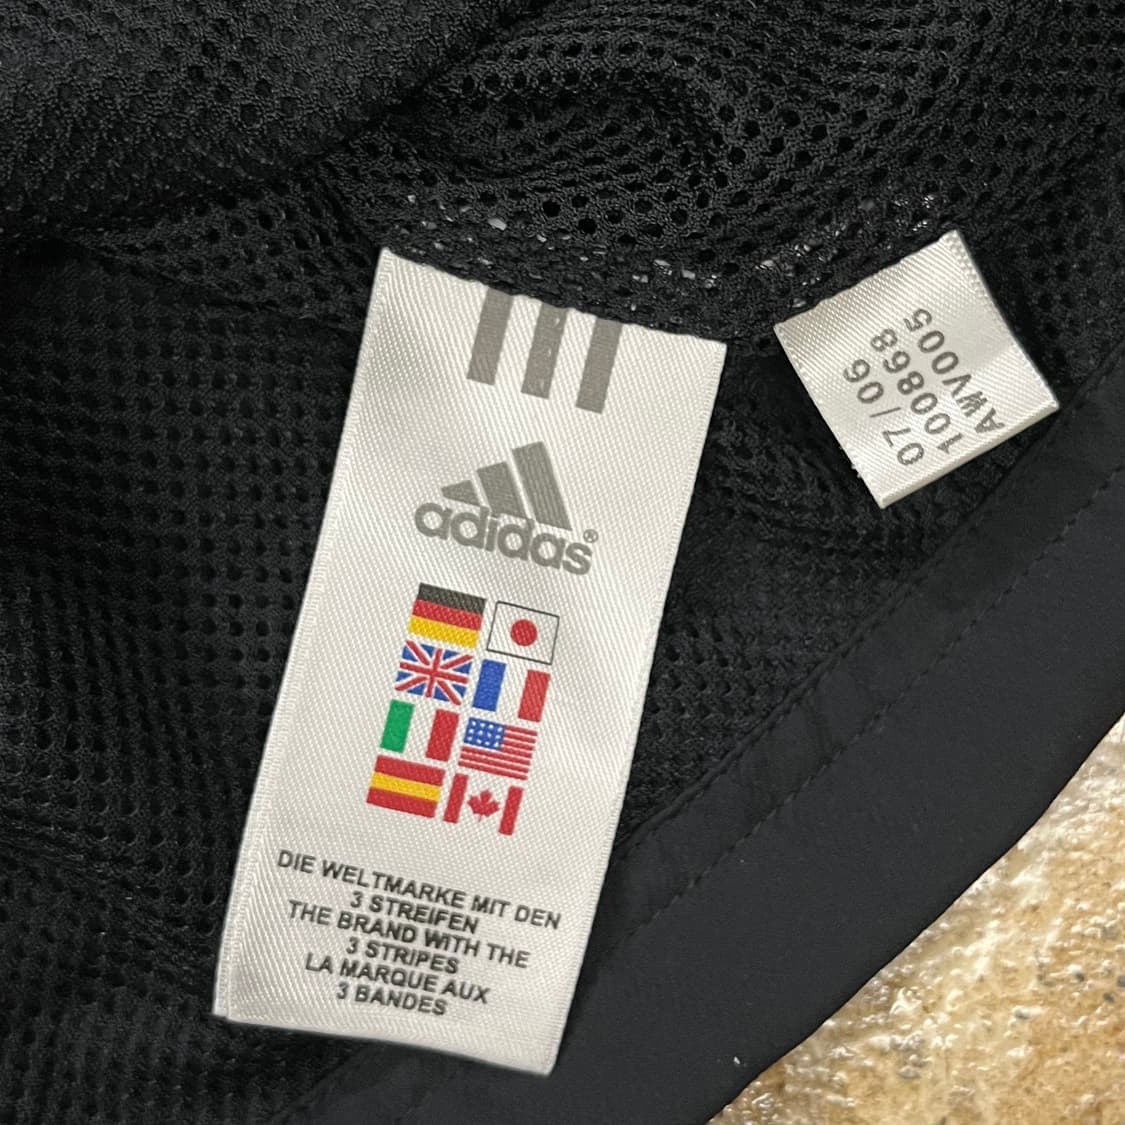 adidas®
DIE WELTMARKE MIT DEN
3 STREIFEN
THE BRAND WITH THE
3 STRIPES
LA MARQUE AUX
3 BANDES
07/06
100868
AWV005